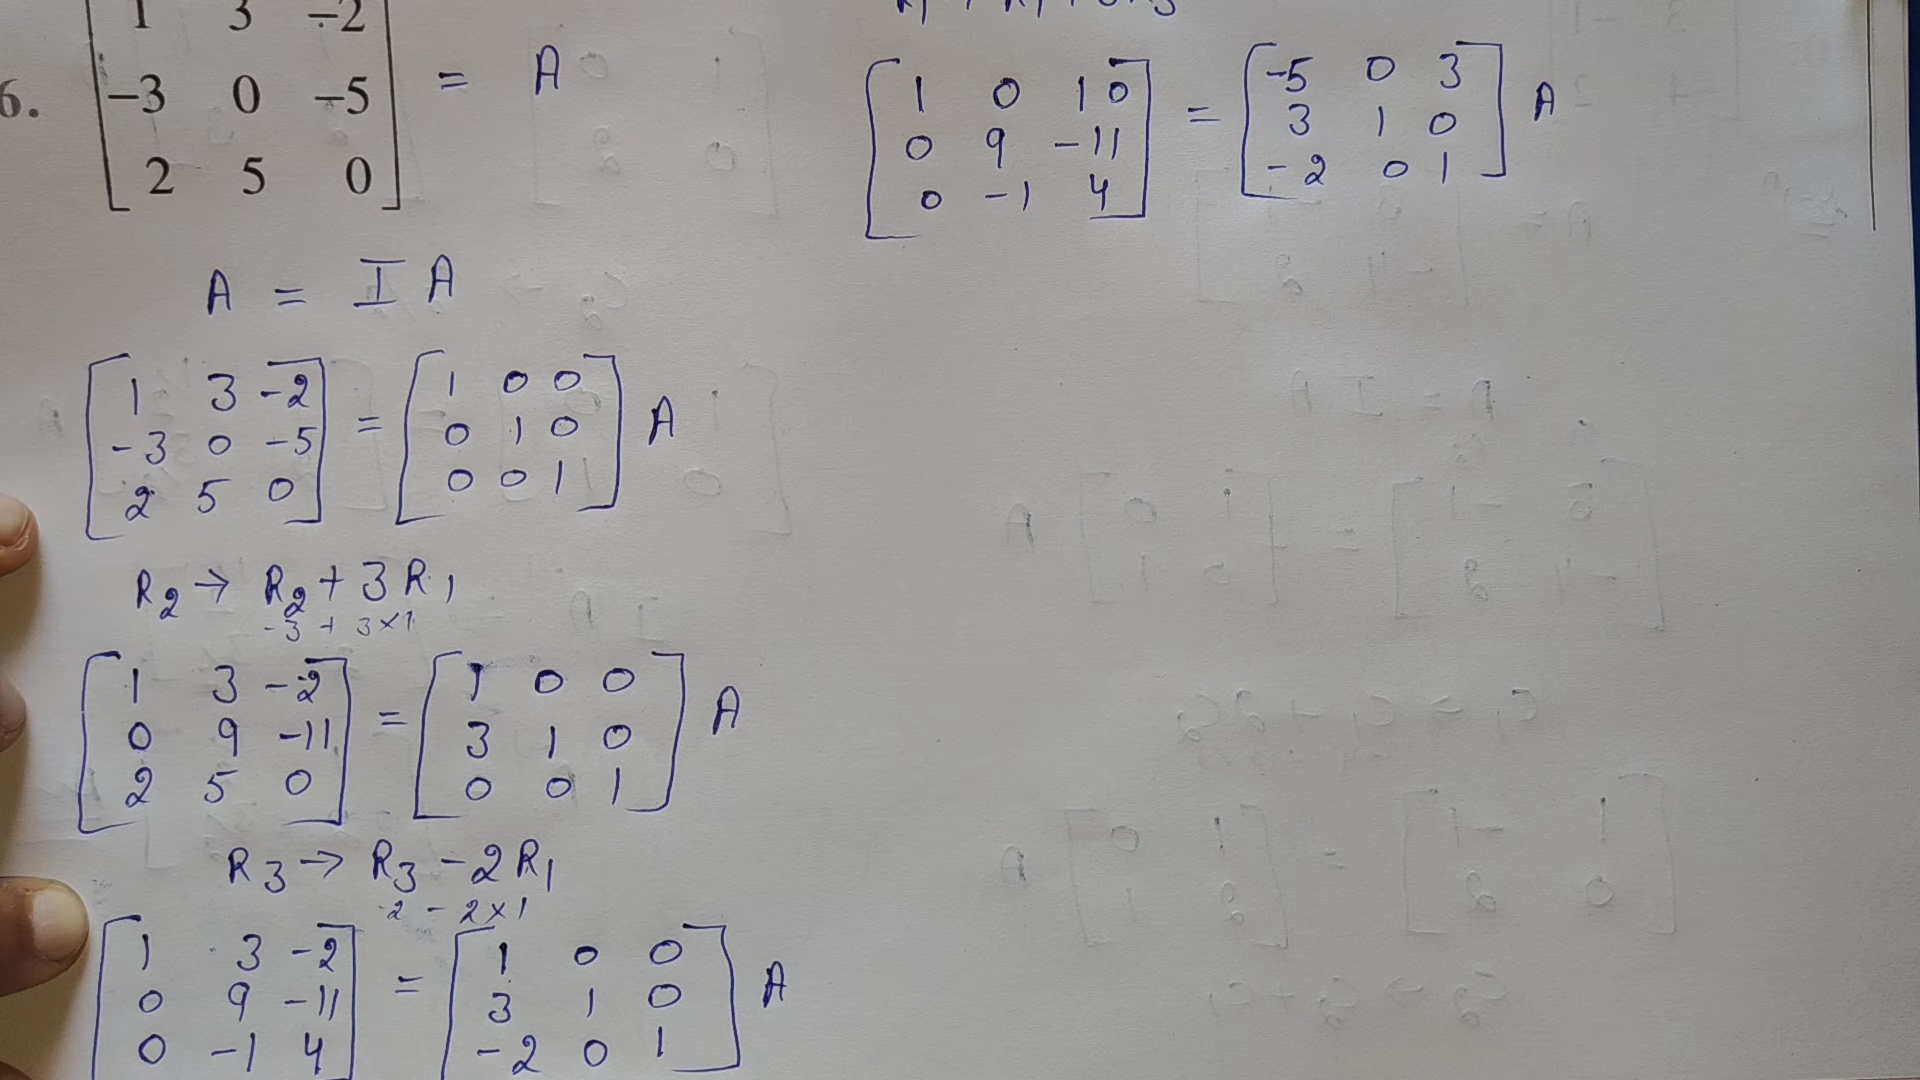 6.
1 3 -2
-3 0 -5 = A
2 5 0
A = I A
1 3 -2 1 0 0
-3 0 -5 = 0 1 0 A
2 5 0 0 0 1
R2 → R2 + 3R1
-3 + 3×1
1 3 -2 1 0 0
0 9 -11 = 3 1 0 A
2 5 0 0 0 1
R3 → R3 - 2R1
2 - 2×1
1 3 -2 1 0 0
0 9 -11 = 3 1 0 A
0 -1 4 -2 0 1
1 0 10 -5 0 3
0 9 -11 = 3 1 0 A
0 -1 4 -2 0 1